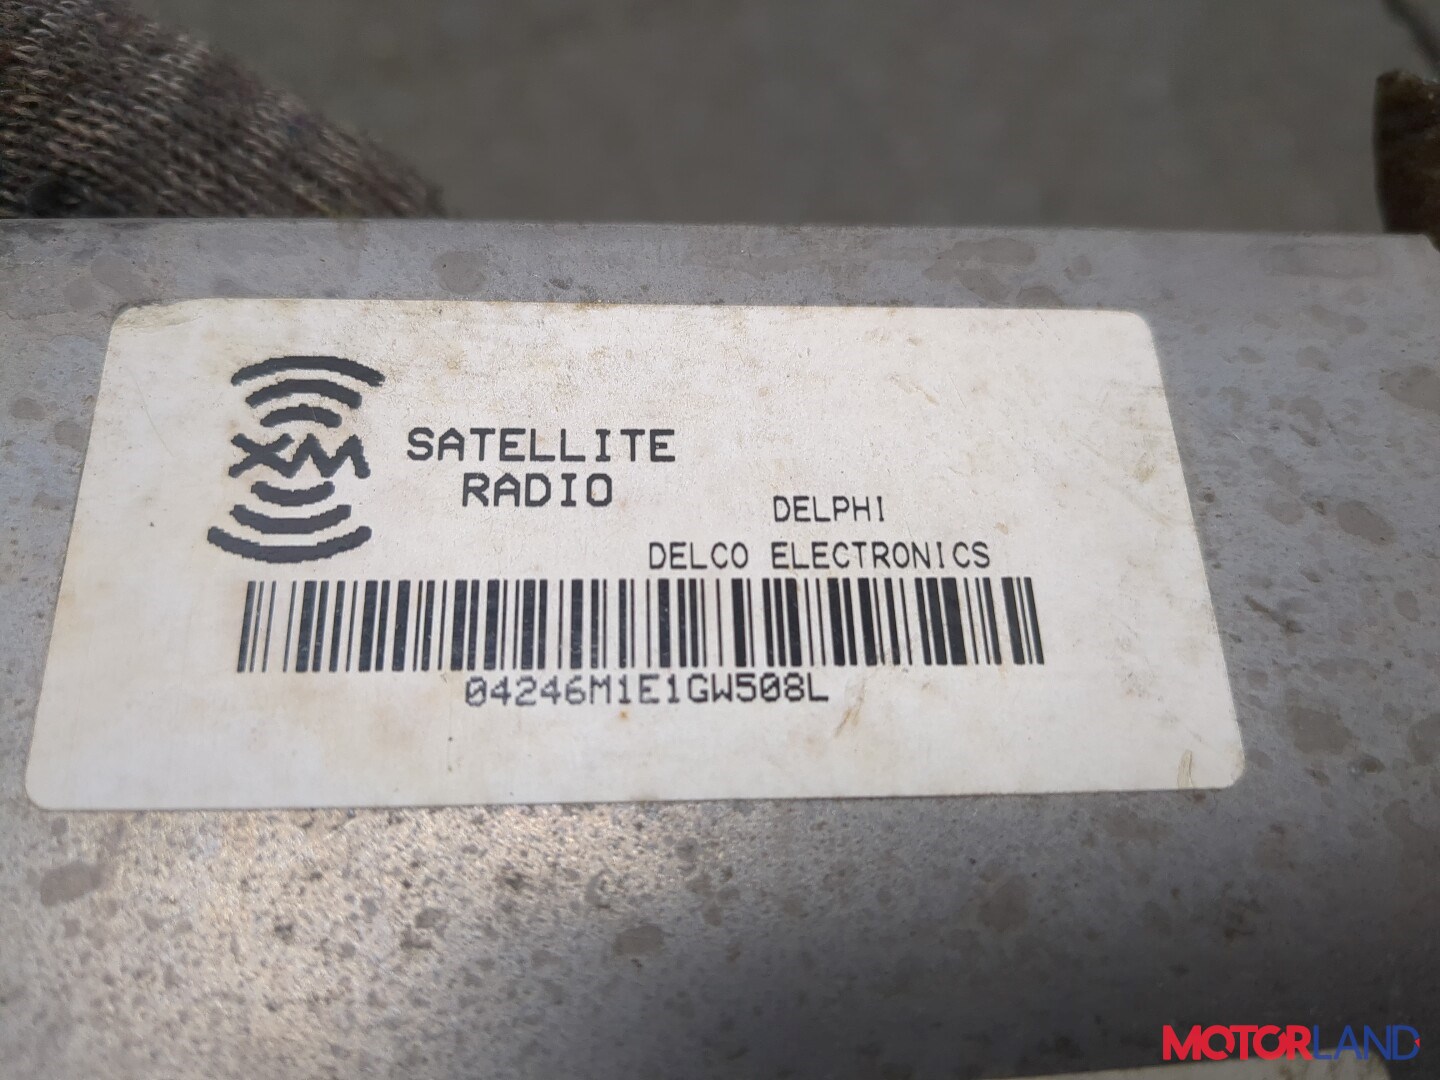 XM
SATELLITE
RADIO
DELPHI
DELCO ELECTRONICS
04246M1E1GW508L
MOTORLAND